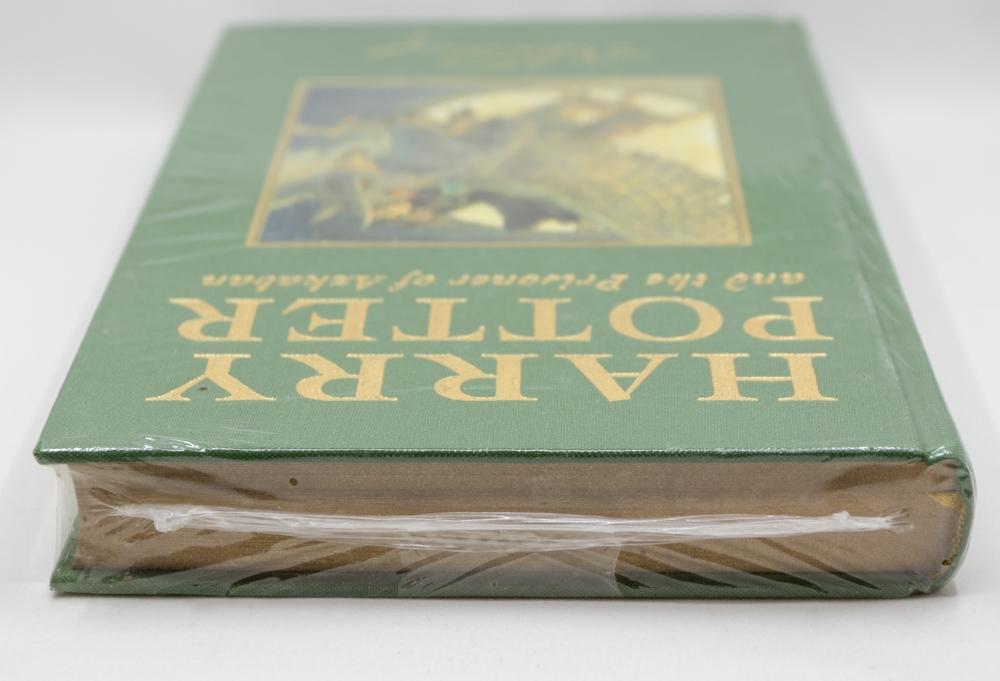 HARRY
POTTER
and the Prisoner of Azkaban